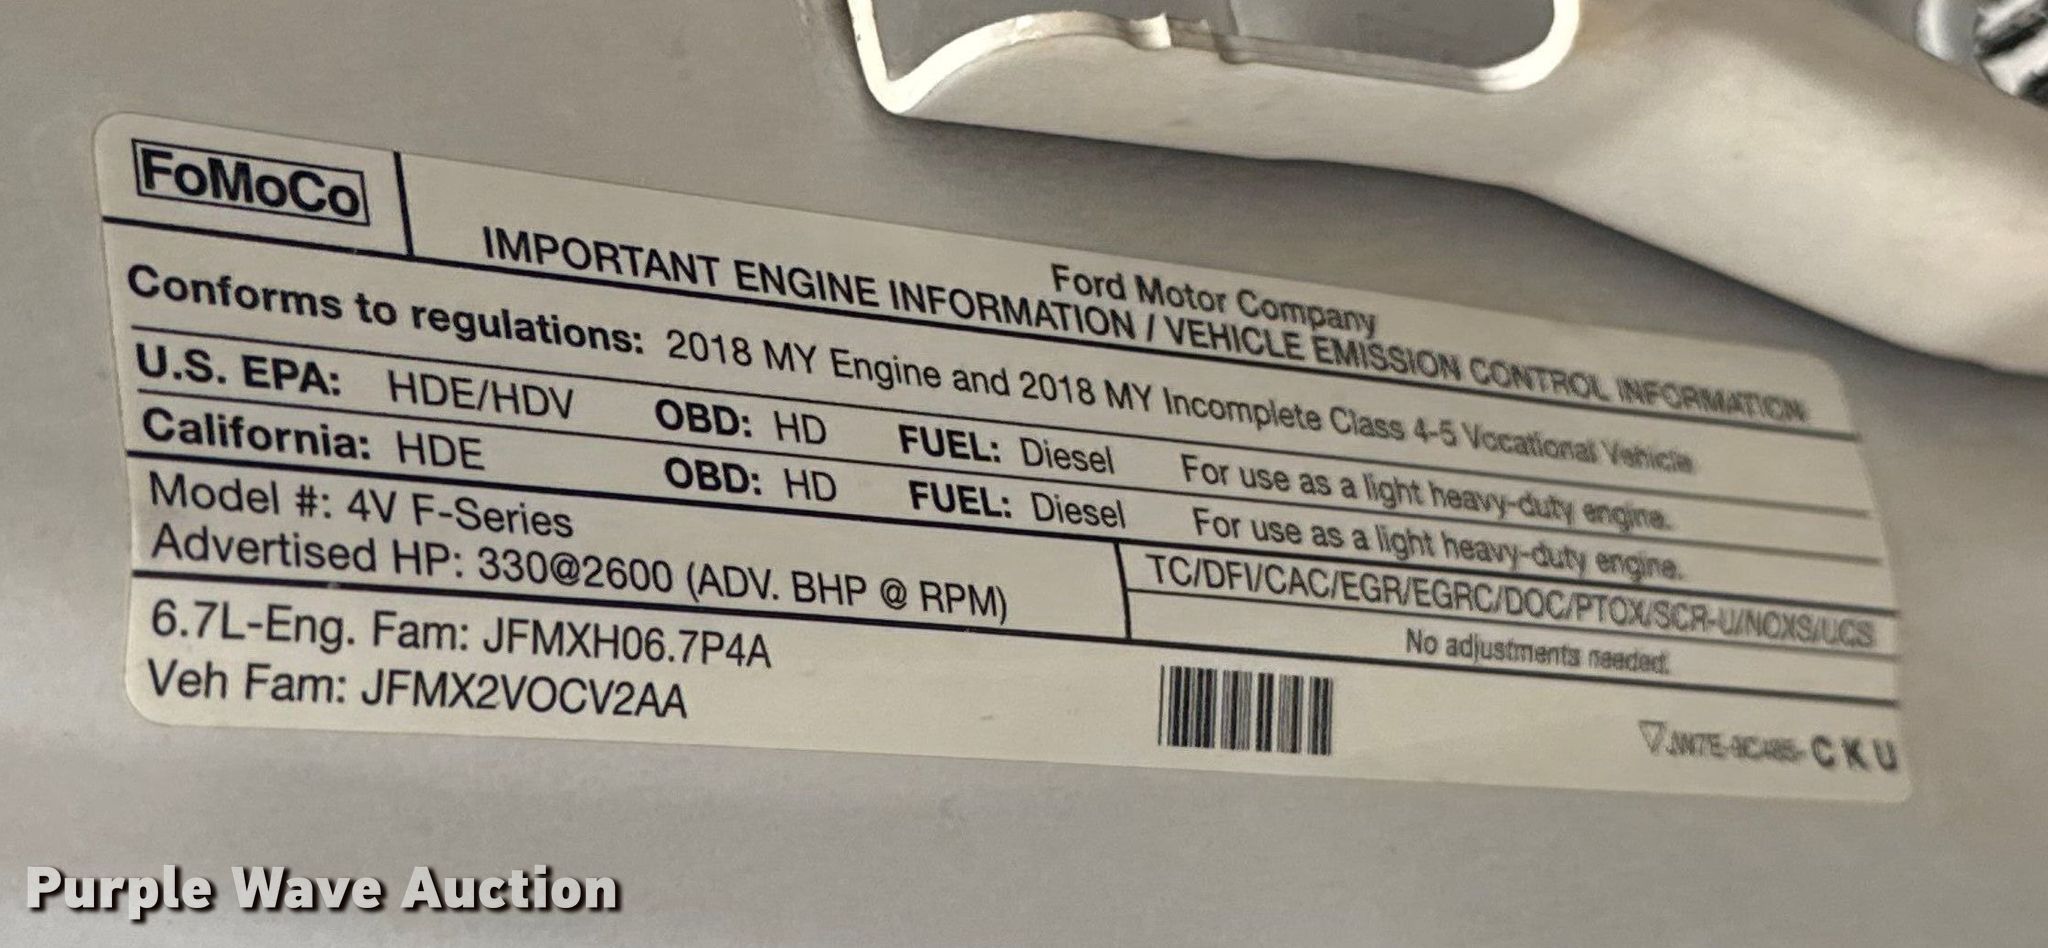 FoMoCo
Ford Motor Company
IMPORTANT ENGINE INFORMATION / VEHICLE EMISSION CONTROL INFORMATION
Conforms to regulations: 2018 MY Engine and 2018 MY Incomplete Class 4-5 Vocational Vehicle
U.S. EPA: HDE/HDV OBD: HD FUEL: Diesel For use as a light heavy-duty engine.
California: HDE OBD: HD FUEL: Diesel For use as a light heavy-duty engine.
Model #: 4V F-Series
Advertised HP: 330@2600 (ADV. BHP @ RPM)
TC/DFI/CAC/EGR/EGRC/DOC/PTOX/SCR-U/NOXS/UCS
No adjustments needed.
6.7L-Eng. Fam: JFMXH06.7P4A
Veh Fam: JFMX2VOCV2AA
CKU
Purple Wave Auction